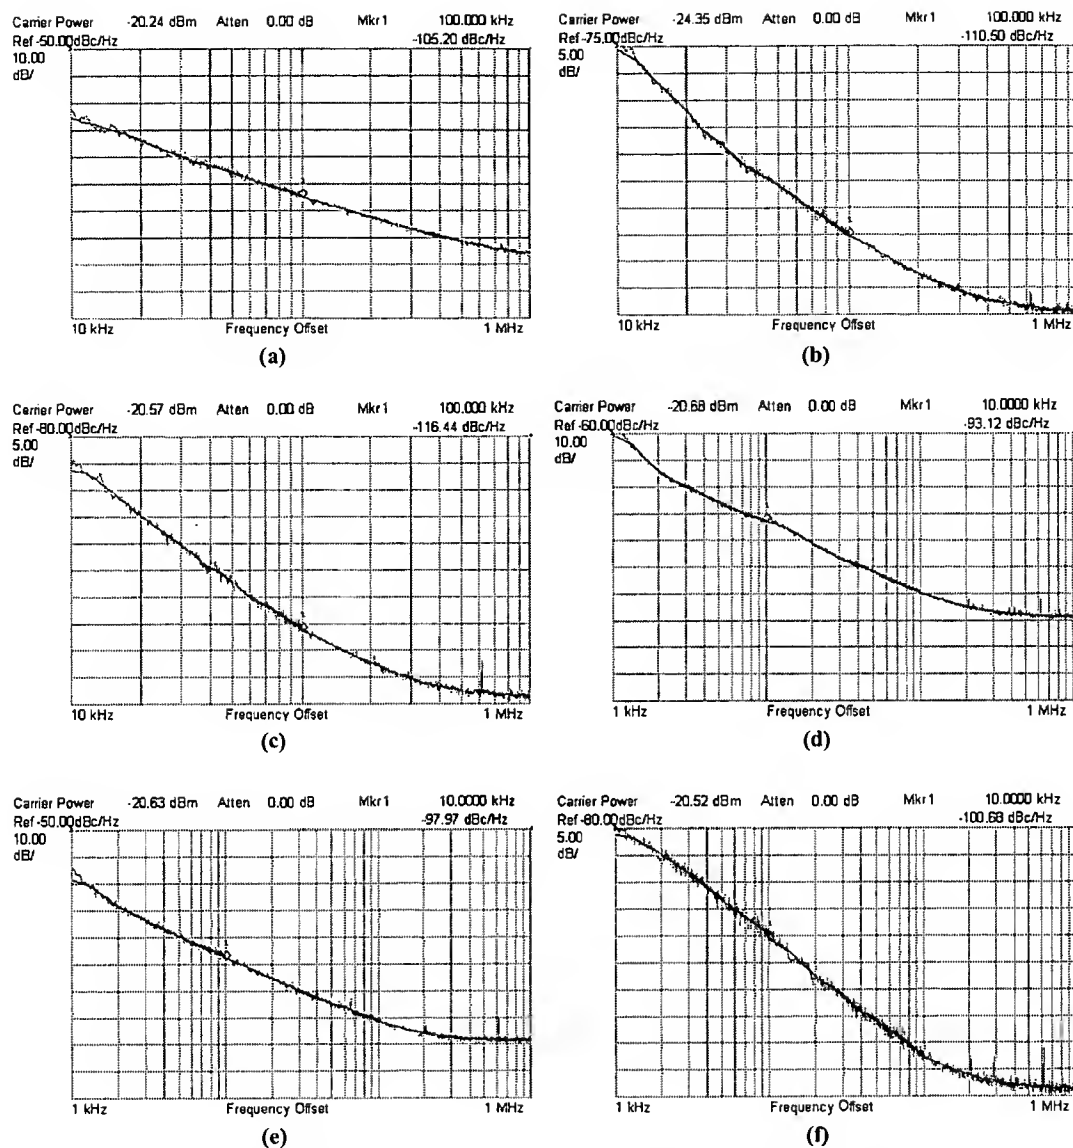 Carrier Power -20.24 dBm Atten 0.00 dB Mkr1 100.000 kHz
Ref -50.00dBc/Hz -105.20 dBc/Hz
10.00
dB/
10 kHz Frequency Offset 1 MHz
(a)
Carrier Power -24.35 dBm Atten 0.00 dB Mkr1 100.000 kHz
Ref -75.00dBc/Hz -110.50 dBc/Hz
5.00
dB/
10 kHz Frequency Offset 1 MHz
(b)
Carrier Power -20.57 dBm Atten 0.00 dB Mkr1 100.000 kHz
Ref -80.00dBc/Hz -116.44 dBc/Hz
5.00
dB/
10 kHz Frequency Offset 1 MHz
(c)
Carrier Power -20.68 dBm Atten 0.00 dB Mkr1 10.0000 kHz
Ref -60.00dBc/Hz -93.12 dBc/Hz
10.00
dB/
1 kHz Frequency Offset 1 MHz
(d)
Carrier Power -20.63 dBm Atten 0.00 dB Mkr1 10.0000 kHz
Ref -50.00dBc/Hz -97.97 dBc/Hz
10.00
dB/
1 kHz Frequency Offset 1 MHz
(e)
Carrier Power -20.52 dBm Atten 0.00 dB Mkr1 10.0000 kHz
Ref -80.00dBc/Hz -100.68 dBc/Hz
5.00
dB/
1 kHz Frequency Offset 1 MHz
(f)